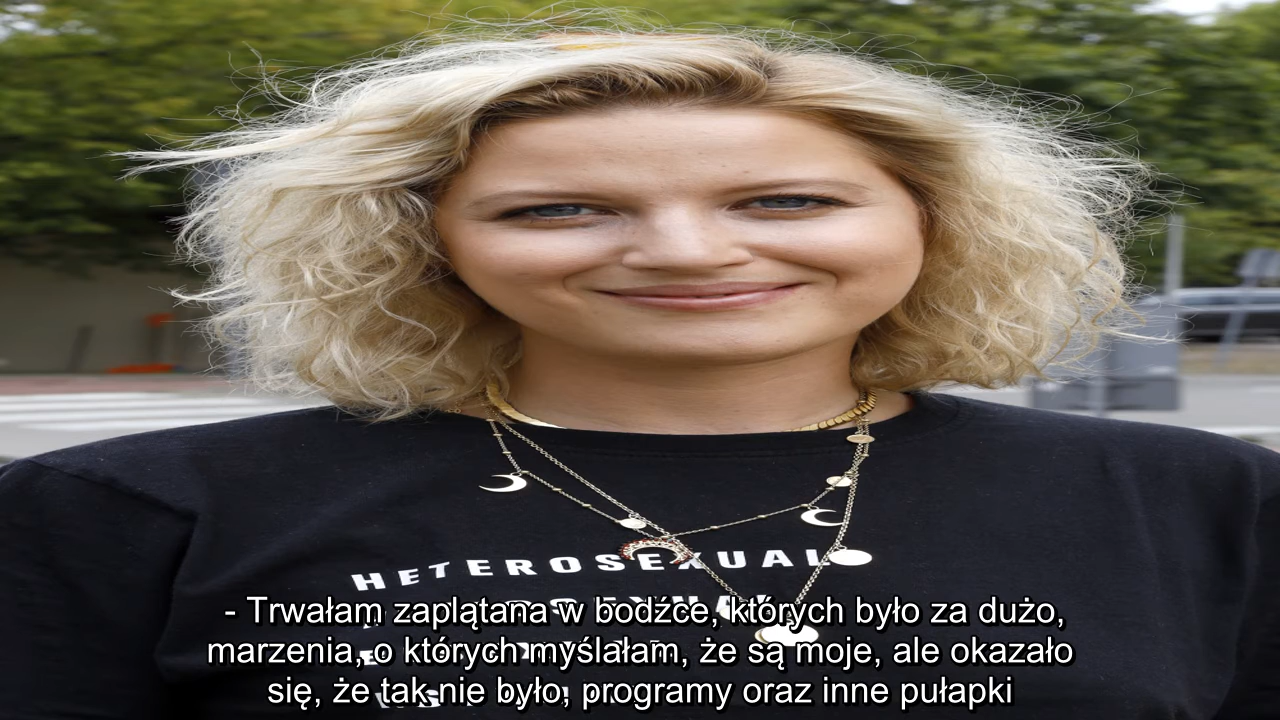 HETEROSEXUAL
- Trwałam zaplątana w bodźce, których było za dużo,
marzenia, o których myślałam, że są moje, ale okazało
się, że tak nie było, programy oraz inne pułapki